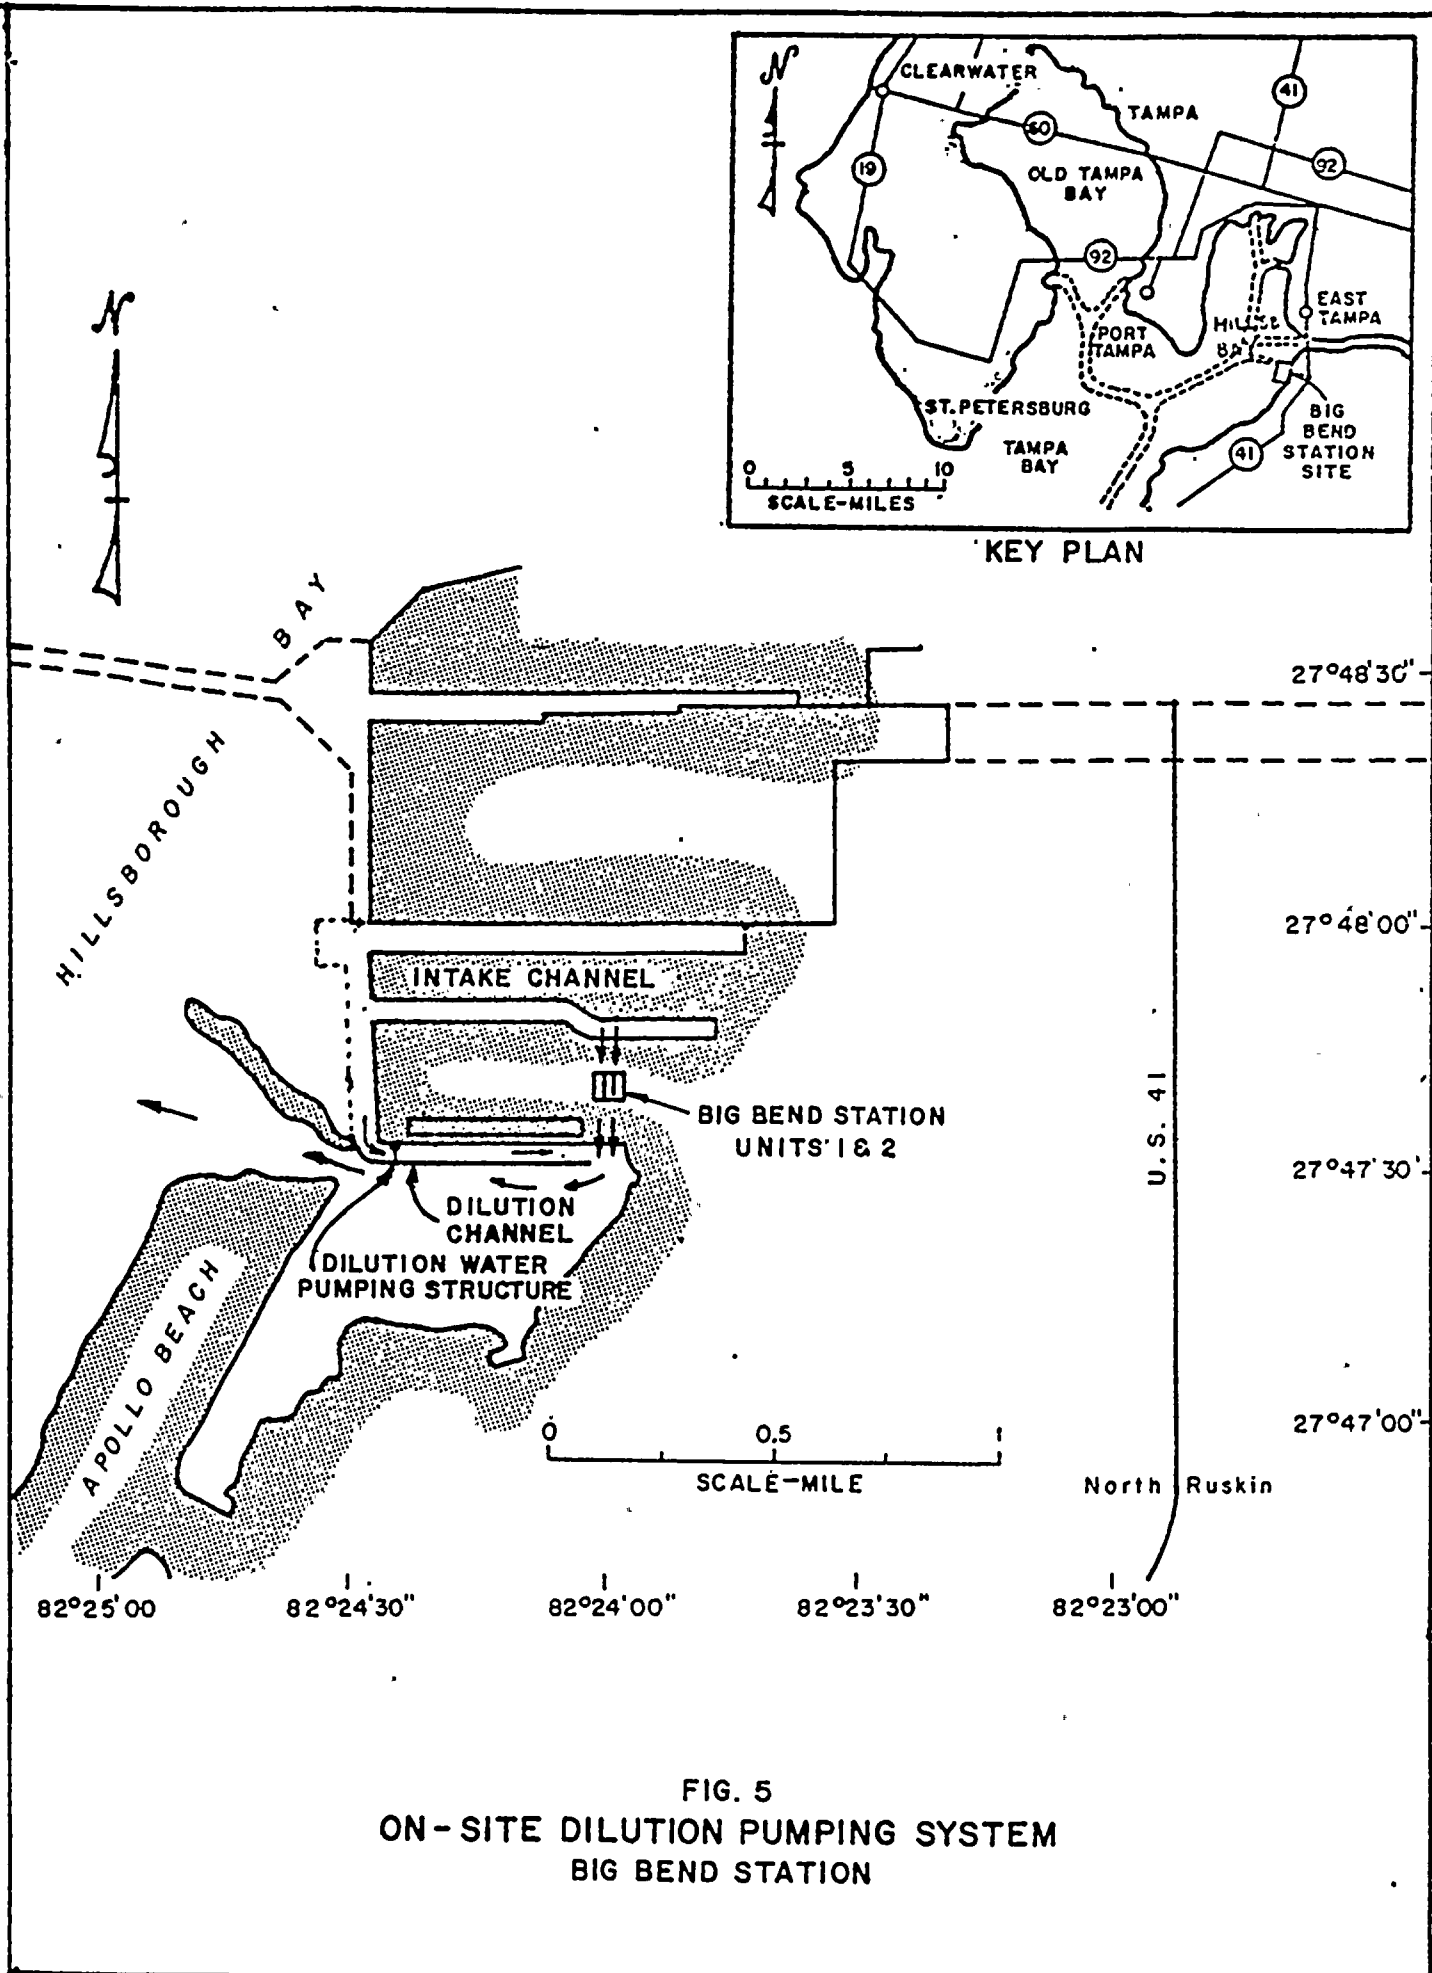 N
CLEARWATER
TAMPA
41
60
92
19
OLD TAMPA
BAY
92
EAST
TAMPA
PORT
TAMPA
ST. PETERSBURG
TAMPA
BAY
41
BIG
BEND
STATION
SITE
0 5 10
SCALE-MILES
KEY PLAN
N
HILLSBOROUGH BAY
27°48'30"
27°48'00"
INTAKE CHANNEL
BIG BEND STATION
UNITS 1 & 2
U.S. 41
27°47'30'
DILUTION
CHANNEL
DILUTION WATER
PUMPING STRUCTURE
APOLLO BEACH
27°47'00"
0 0.5 1
SCALE-MILE
North Ruskin
82°25'00
82°24'30"
82°24'00"
82°23'30"
82°23'00"
FIG. 5
ON-SITE DILUTION PUMPING SYSTEM
BIG BEND STATION